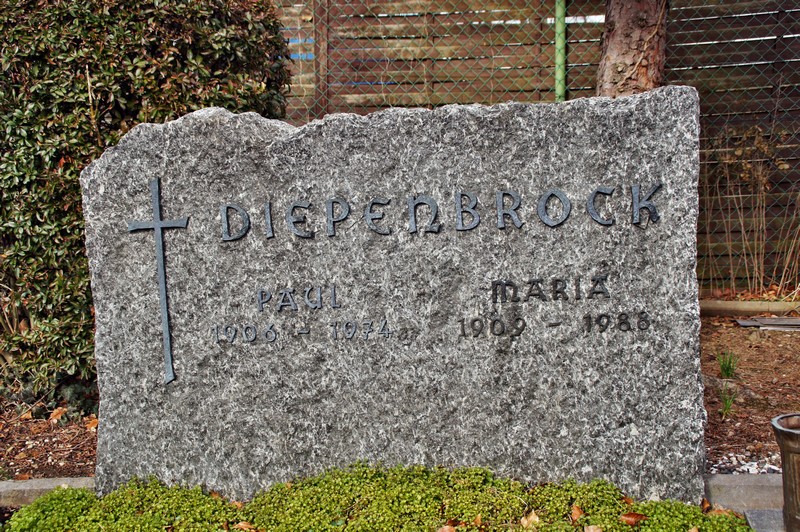 DIEPENBROCK
PAUL MARIA
1906 - 1974 1909 - 1988